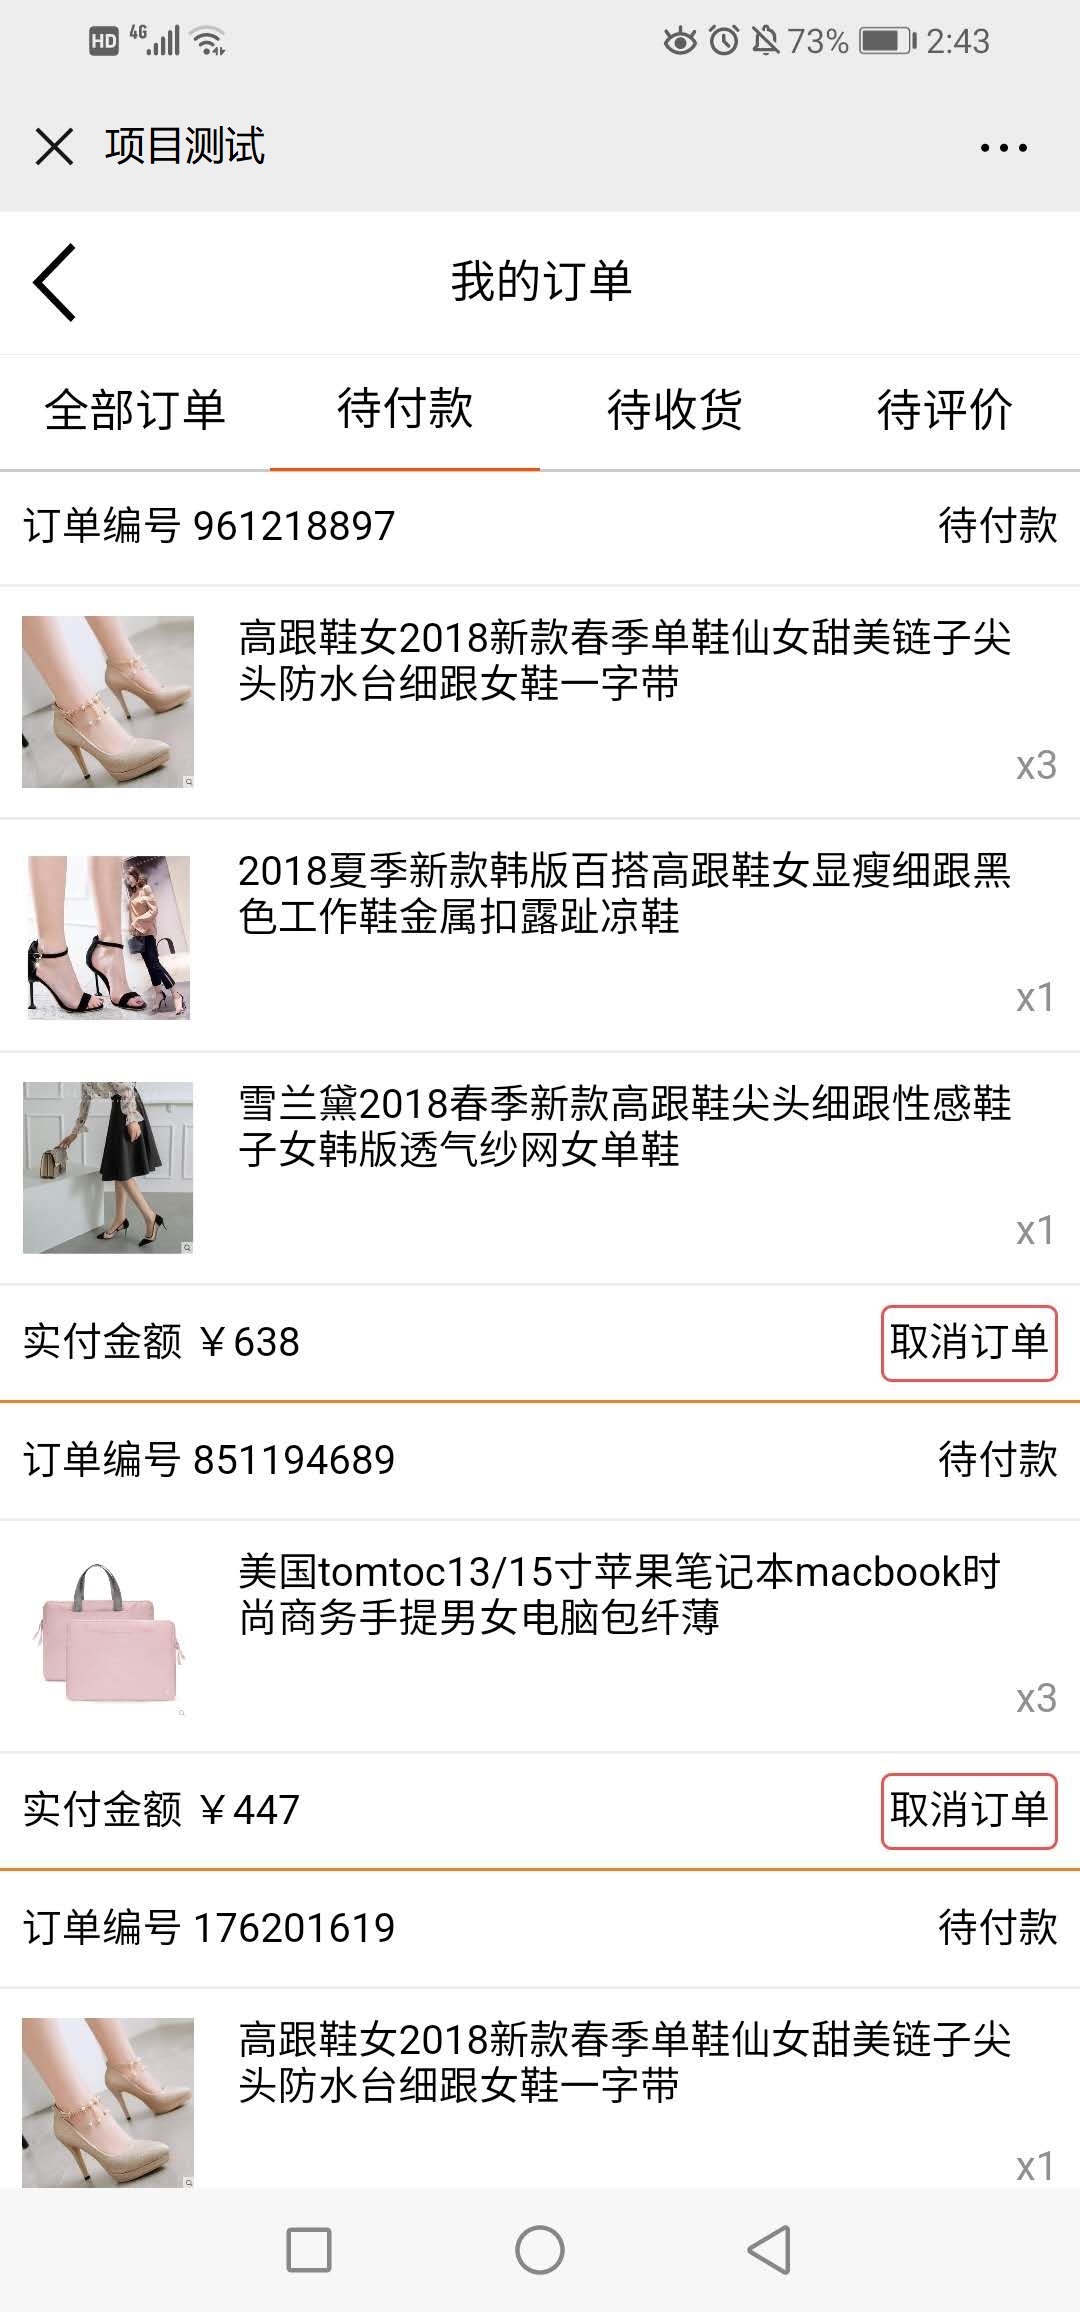 HD 4G 73% 2:43
项目测试
我的订单
全部订单 待付款 待收货 待评价
订单编号 961218897 待付款
高跟鞋女2018新款春季单鞋仙女甜美链子尖
头防水台细跟女鞋一字带
x3
2018夏季新款韩版百搭高跟鞋女显瘦细跟黑
色工作鞋金属扣露趾凉鞋
x1
雪兰黛2018春季新款高跟鞋尖头细跟性感鞋
子女韩版透气纱网女单鞋
x1
实付金额 ￥638 取消订单
订单编号 851194689 待付款
美国tomtoc13/15寸苹果笔记本macbook时
尚商务手提男女电脑包纤薄
x3
实付金额 ￥447 取消订单
订单编号 176201619 待付款
高跟鞋女2018新款春季单鞋仙女甜美链子尖
头防水台细跟女鞋一字带
x1